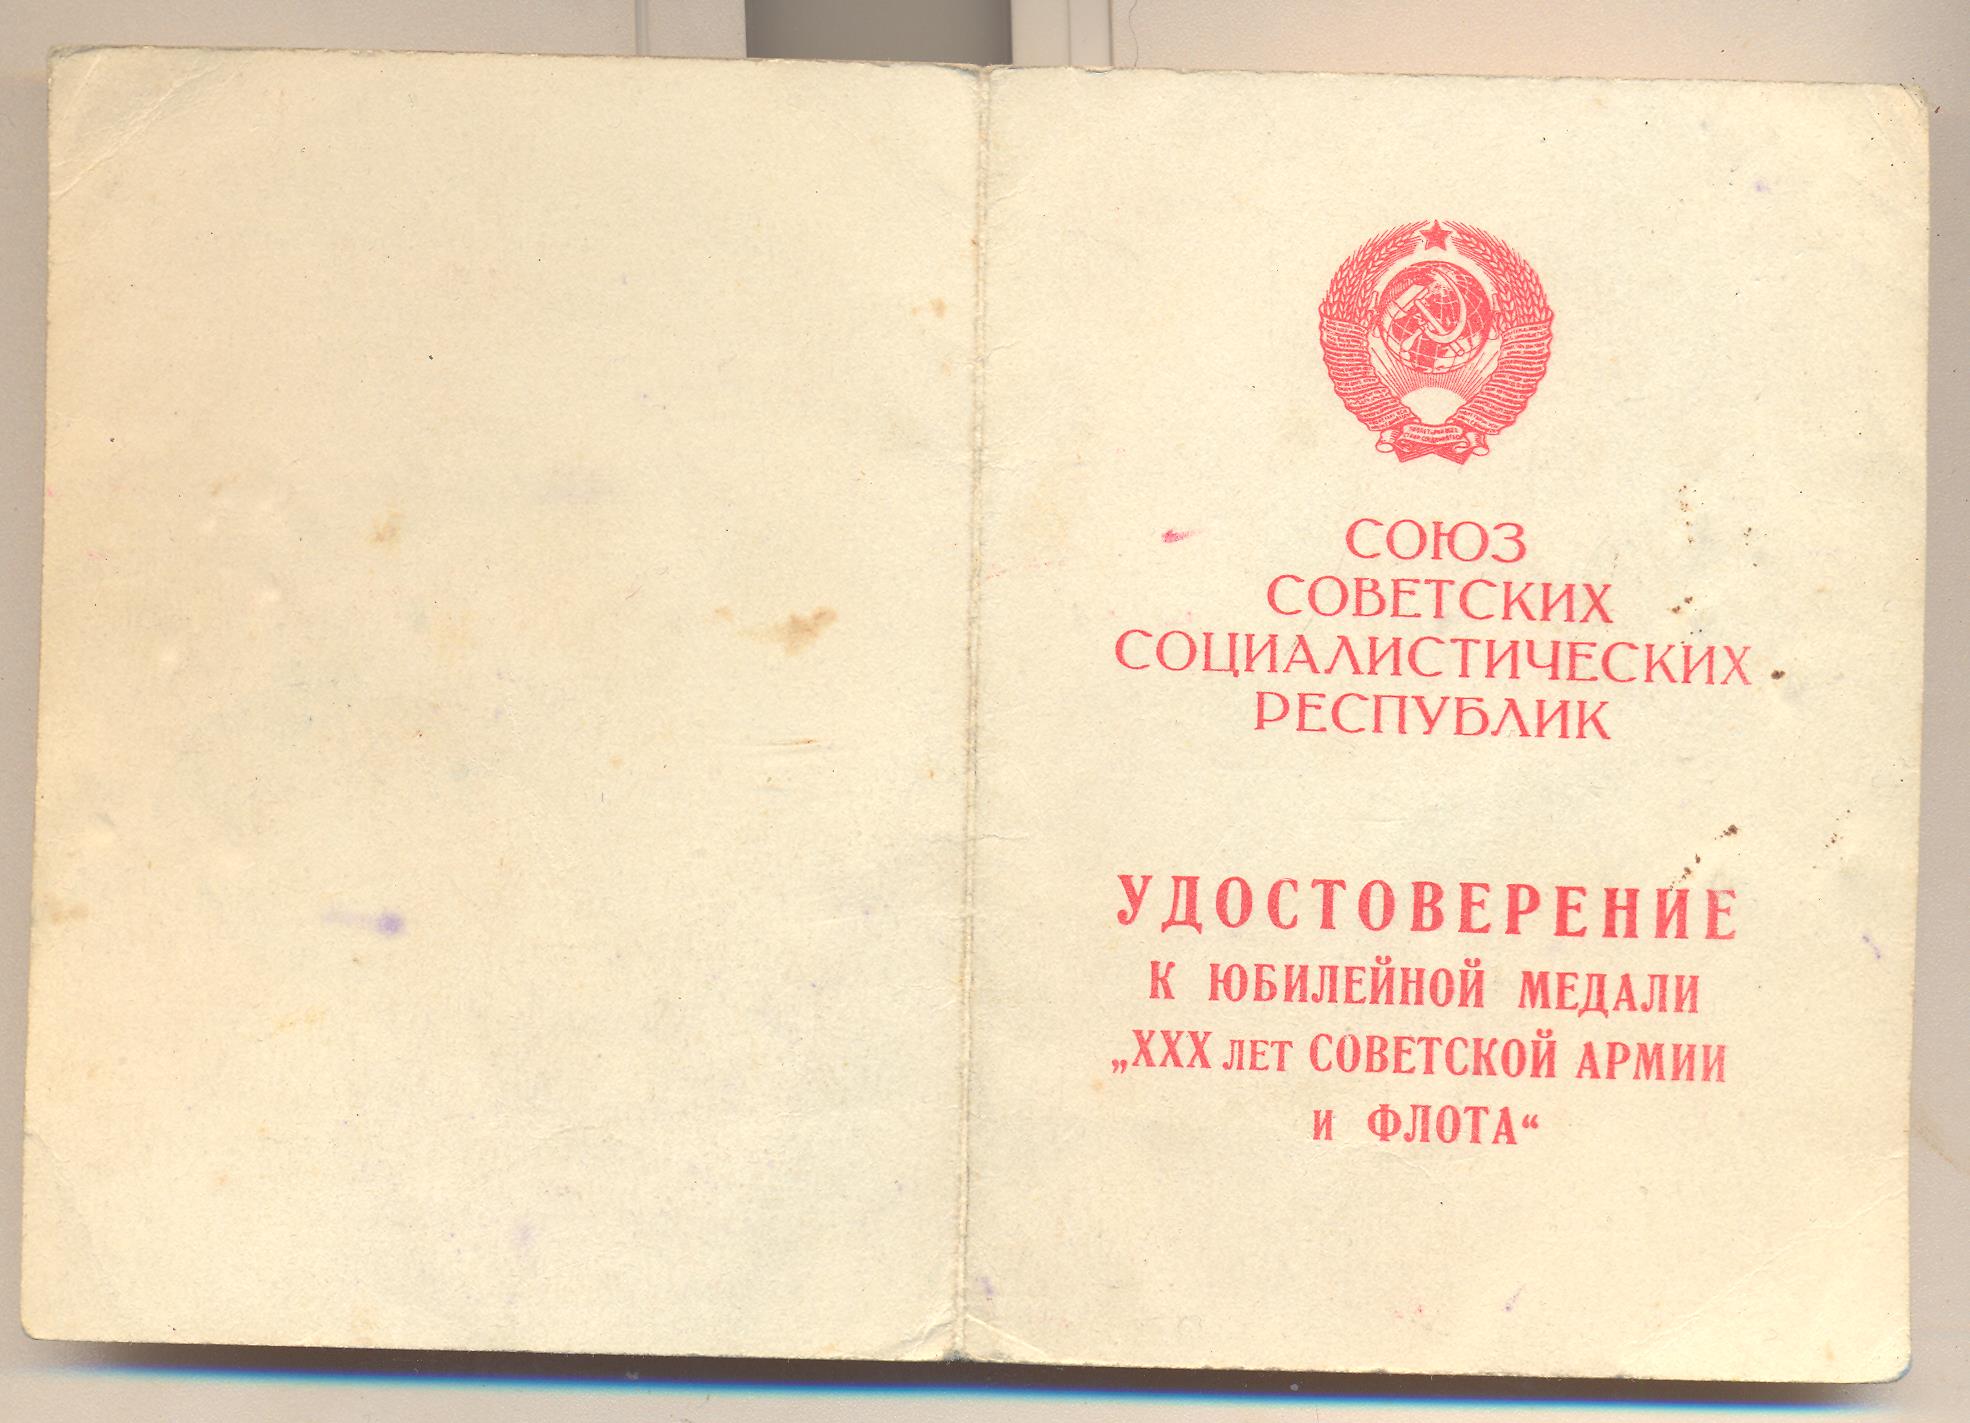 СОЮЗ
СОВЕТСКИХ
СОЦИАЛИСТИЧЕСКИХ
РЕСПУБЛИК
УДОСТОВЕРЕНИЕ
К ЮБИЛЕЙНОЙ МЕДАЛИ
„XXX ЛЕТ СОВЕТСКОЙ АРМИИ
И ФЛОТА“